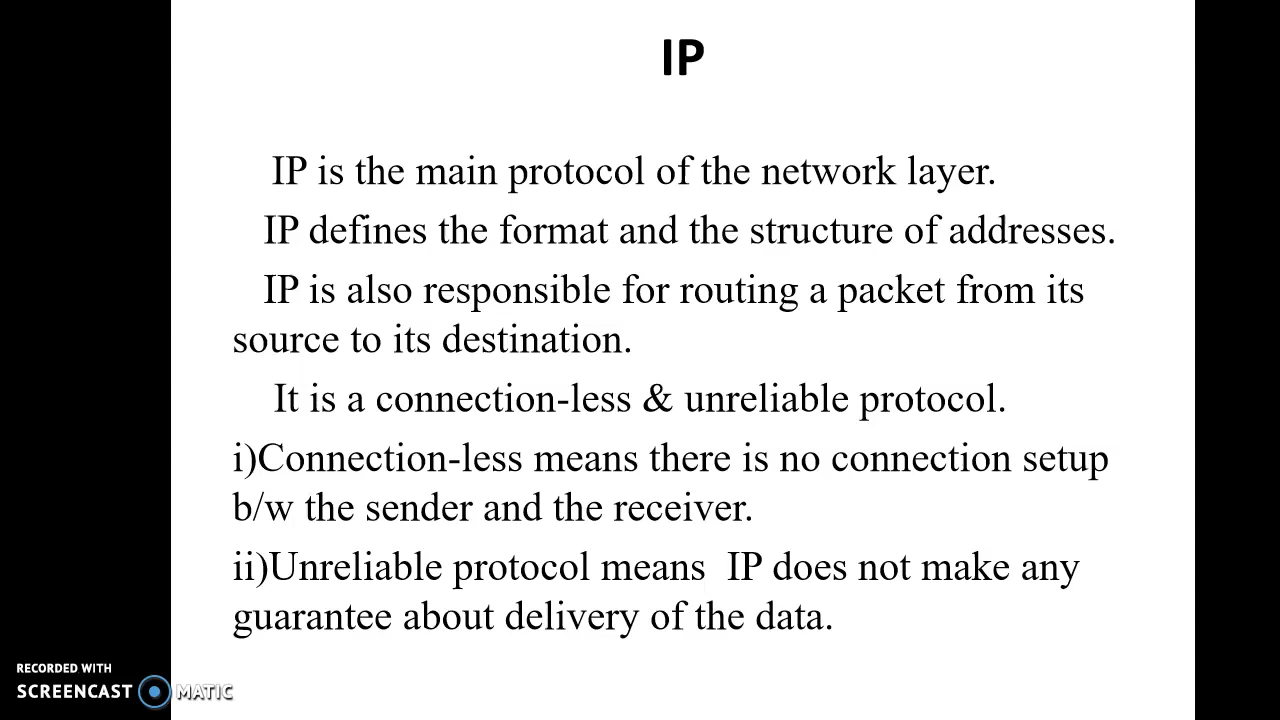 IP
IP is the main protocol of the network layer.
IP defines the format and the structure of addresses.
IP is also responsible for routing a packet from its
source to its destination.
It is a connection-less & unreliable protocol.
i)Connection-less means there is no connection setup
b/w the sender and the receiver.
ii)Unreliable protocol means  IP does not make any
guarantee about delivery of the data.
RECORDED WITH
SCREENCAST MATIC